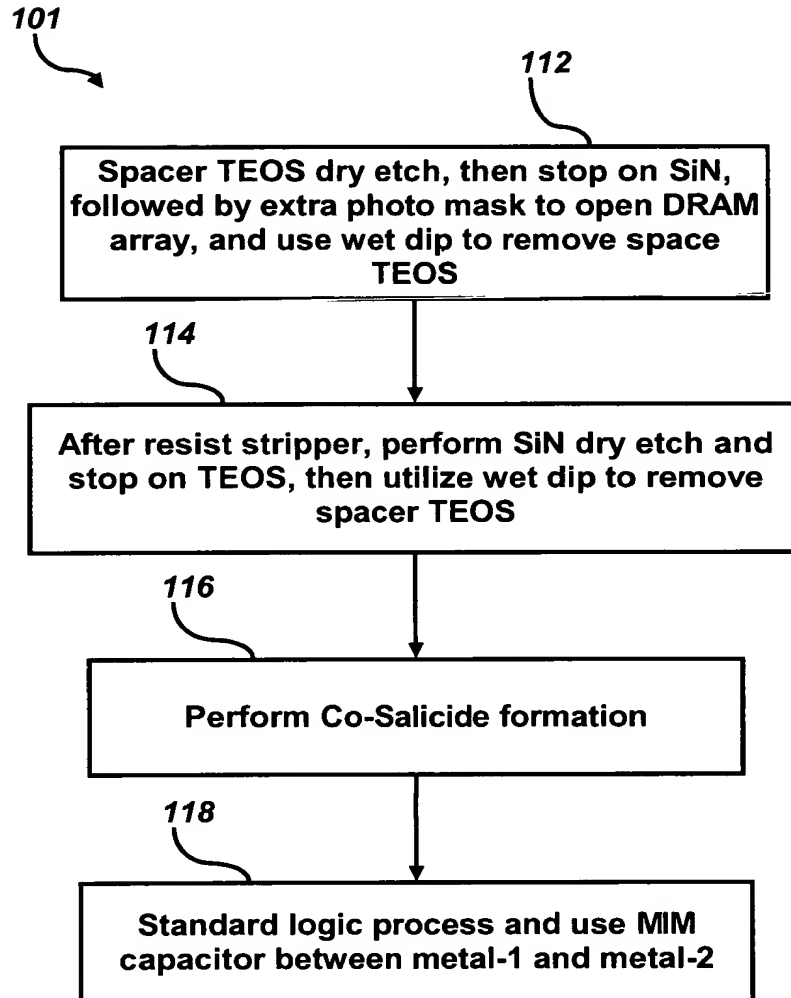 101
112
Spacer TEOS dry etch, then stop on SiN,
followed by extra photo mask to open DRAM
array, and use wet dip to remove space
TEOS
114
After resist stripper, perform SiN dry etch and
stop on TEOS, then utilize wet dip to remove
spacer TEOS
116
Perform Co-Salicide formation
118
Standard logic process and use MIM
capacitor between metal-1 and metal-2